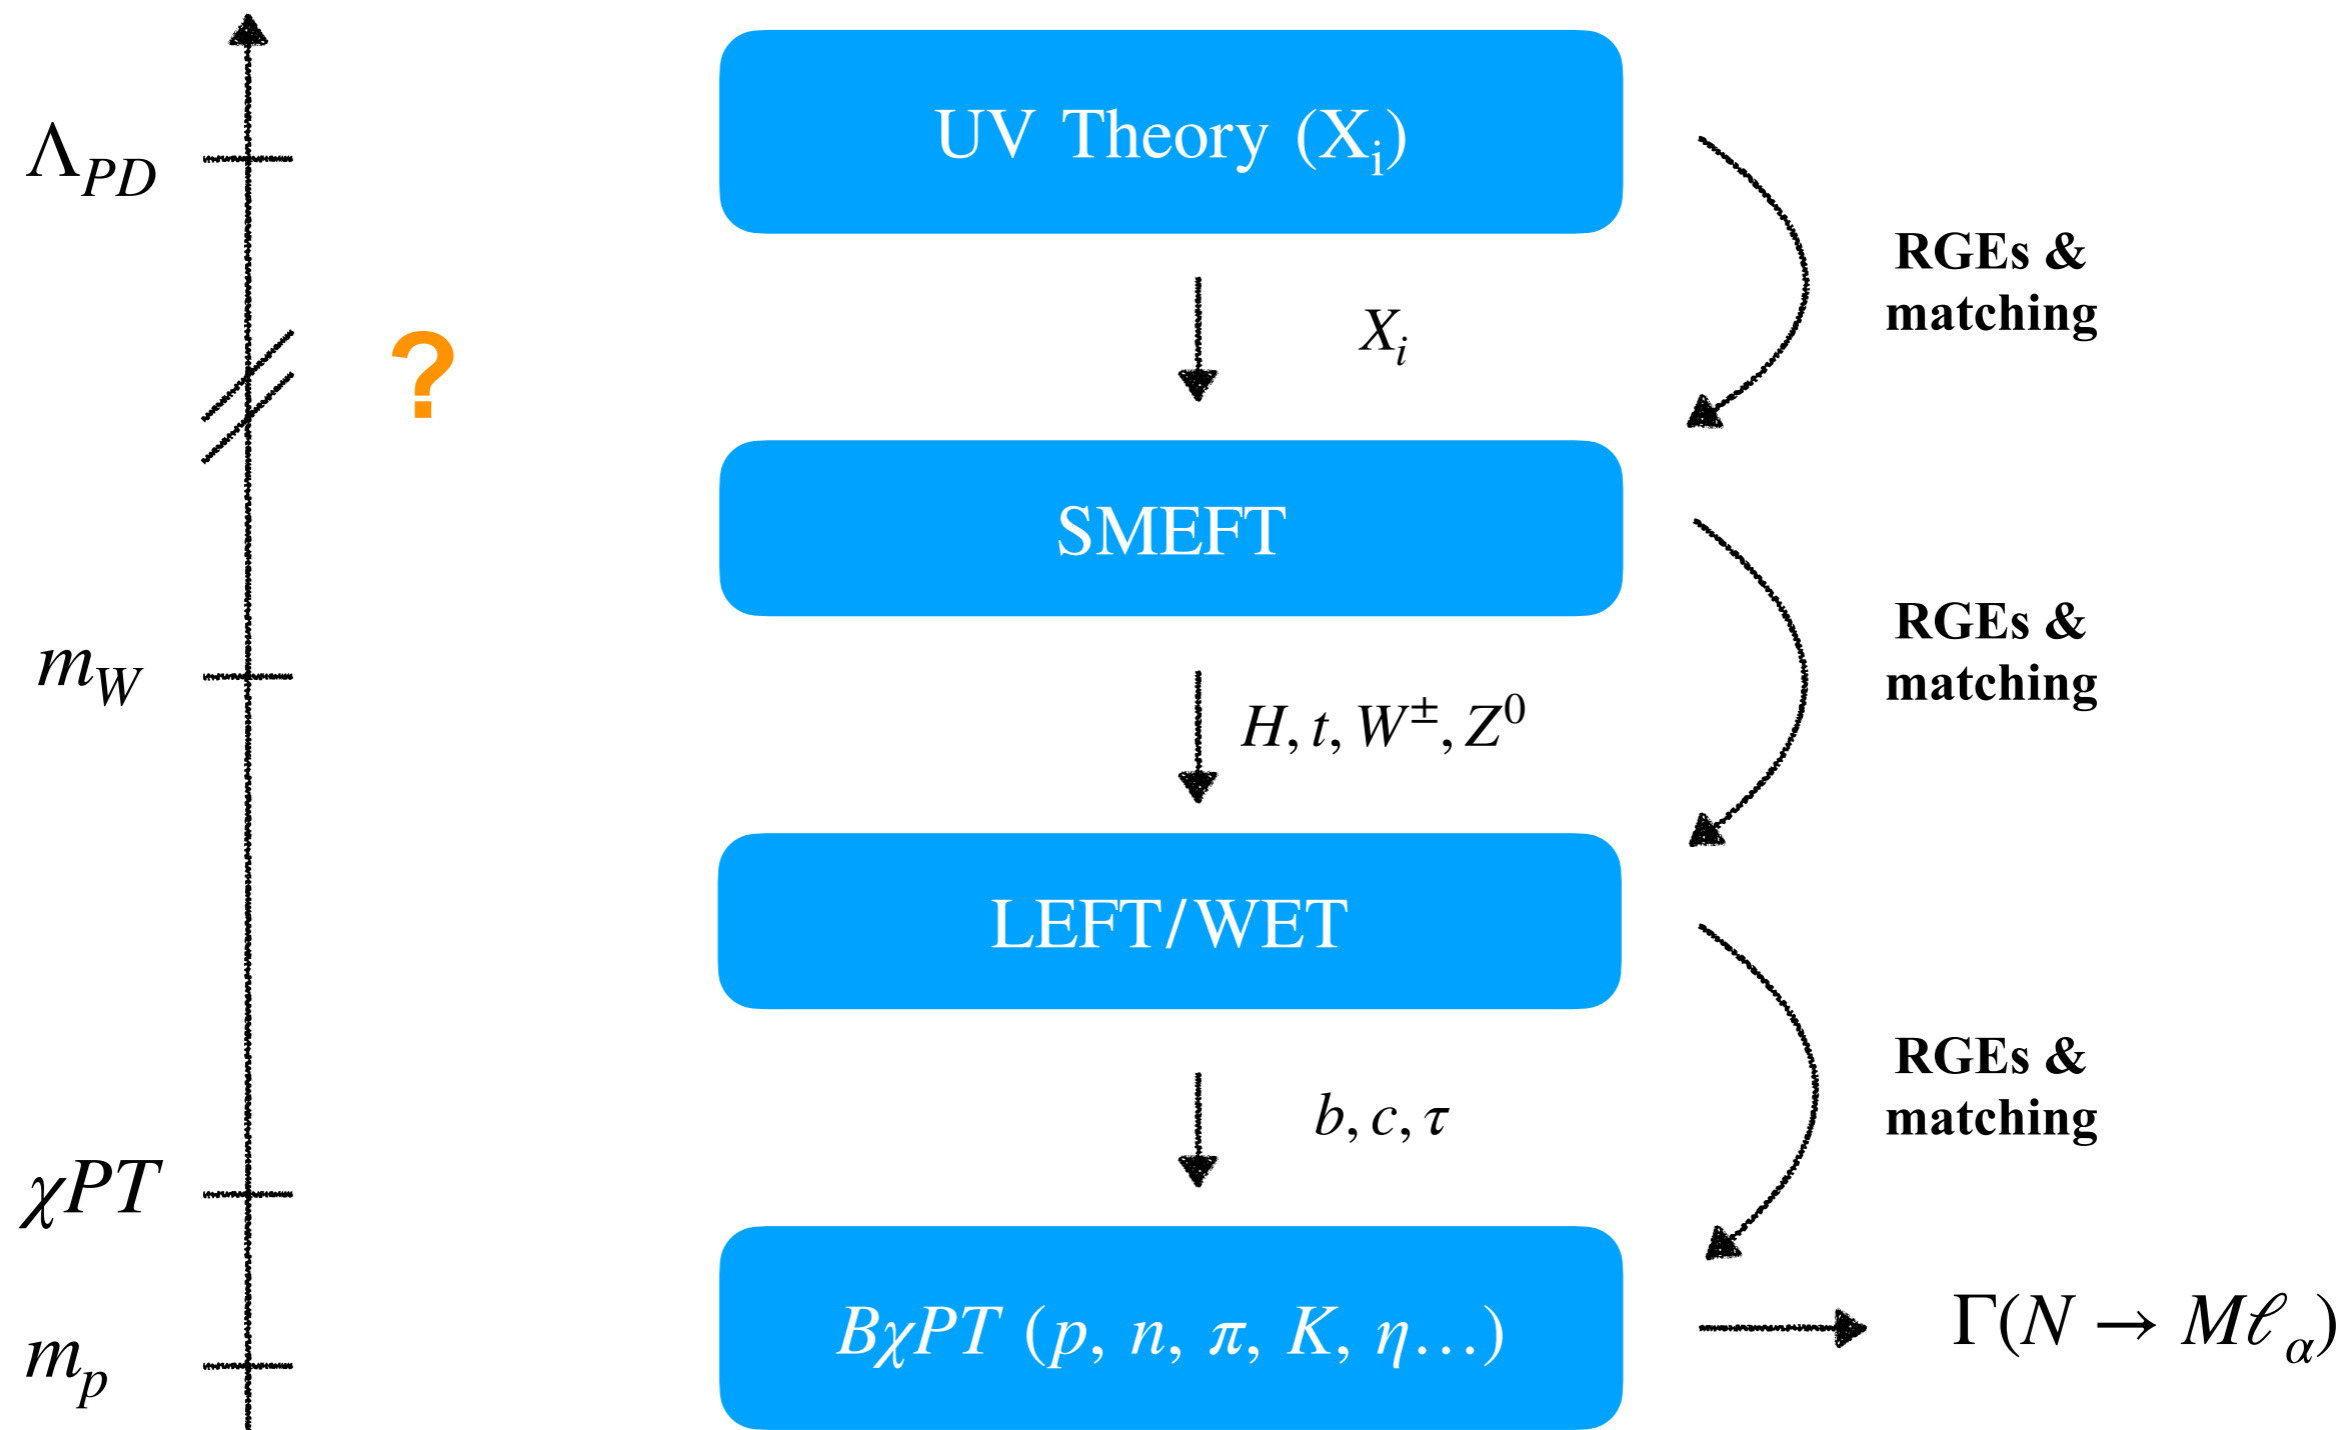 Λ_PD
UV Theory (X_i)
RGEs &
matching
X_i
?
SMEFT
RGEs &
matching
m_W
H, t, W^±, Z^0
LEFT/WET
RGEs &
matching
b, c, τ
χPT
BχPT (p, n, π, K, η…)
Γ(N → Mℓ_α)
m_p